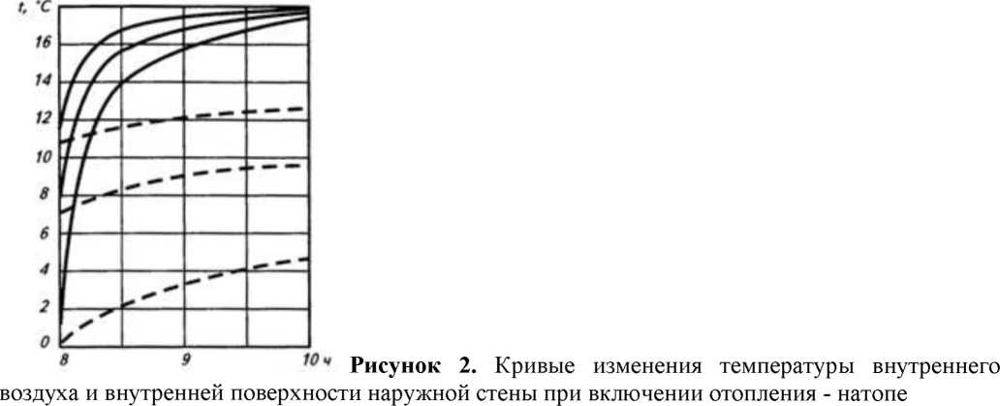 t, °C
16
14
12
10
8
6
4
2
0
8 9 10 ч
Рисунок 2. Кривые изменения температуры внутреннего
воздуха и внутренней поверхности наружной стены при включении отопления - натопе